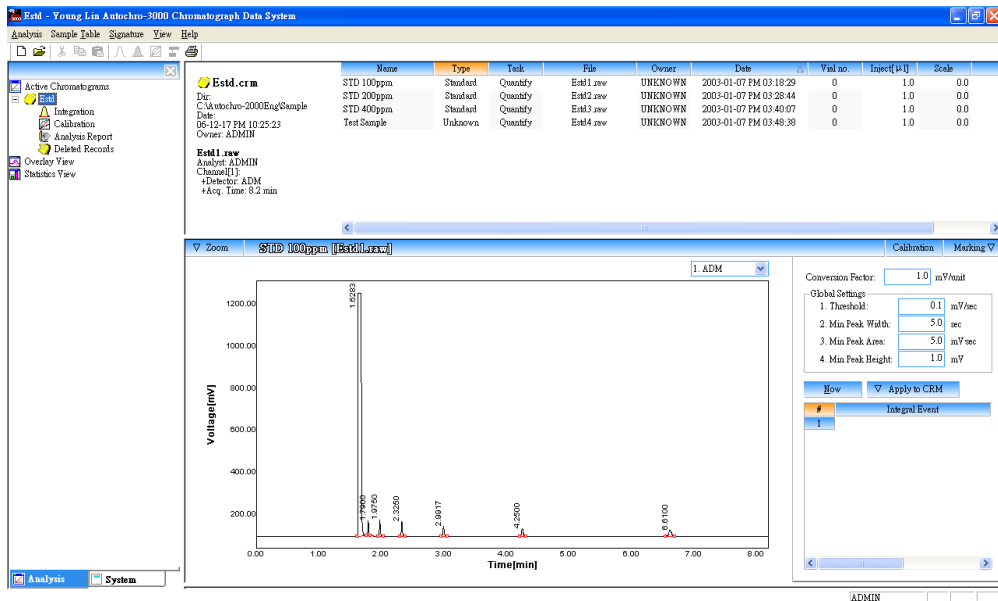 Estd - Young Lin Autochro-3000 Chromatograph Data System
Analysis Sample Table Signature View Help
Active Chromatograms
Estd
Integration
Calibration
Analysis Report
Deleted Records
Overlay View
Statistics View
Analysis System
Estd.crm
Dir:
C:\Autochro-2000Eng\Sample
Date:
06-12-17 PM 10:25:23
Owner: ADMIN
Estd1.raw
Analyst: ADMIN
Channel[1]:
+Detector: ADM
+Acq. Time: 8.2 min
Name Type Task File Owner Date Vial no. Inject[μl] Scale
STD 100ppm Standard Quantify Estd1.raw UNKNOWN 2003-01-07 PM 03:18:29 0 1.0 0.0
STD 200ppm Standard Quantify Estd2.raw UNKNOWN 2003-01-07 PM 03:28:44 0 1.0 0.0
STD 400ppm Standard Quantify Estd3.raw UNKNOWN 2003-01-07 PM 03:40:07 0 1.0 0.0
Test Sample Unknown Quantify Estd4.raw UNKNOWN 2003-01-07 PM 03:48:38 0 1.0 0.0
▽ Zoom STD 100ppm [Estd1.raw] Calibration Marking ▽
1. ADM
Voltage[mV]
1200.00
1000.00
800.00
600.00
400.00
200.00
1.6283
1.7900
1.9750
2.3250
2.9917
4.2500
6.6100
0.00 1.00 2.00 3.00 4.00 5.00 6.00 7.00 8.00
Time[min]
Conversion Factor: 1.0 mV/unit
Global Settings
1. Threshold: 0.1 mV/sec
2. Min Peak Width: 5.0 sec
3. Min Peak Area: 5.0 mV sec
4. Min Peak Height: 1.0 mV
Now ▽ Apply to CRM
# Integral Event
1
ADMIN